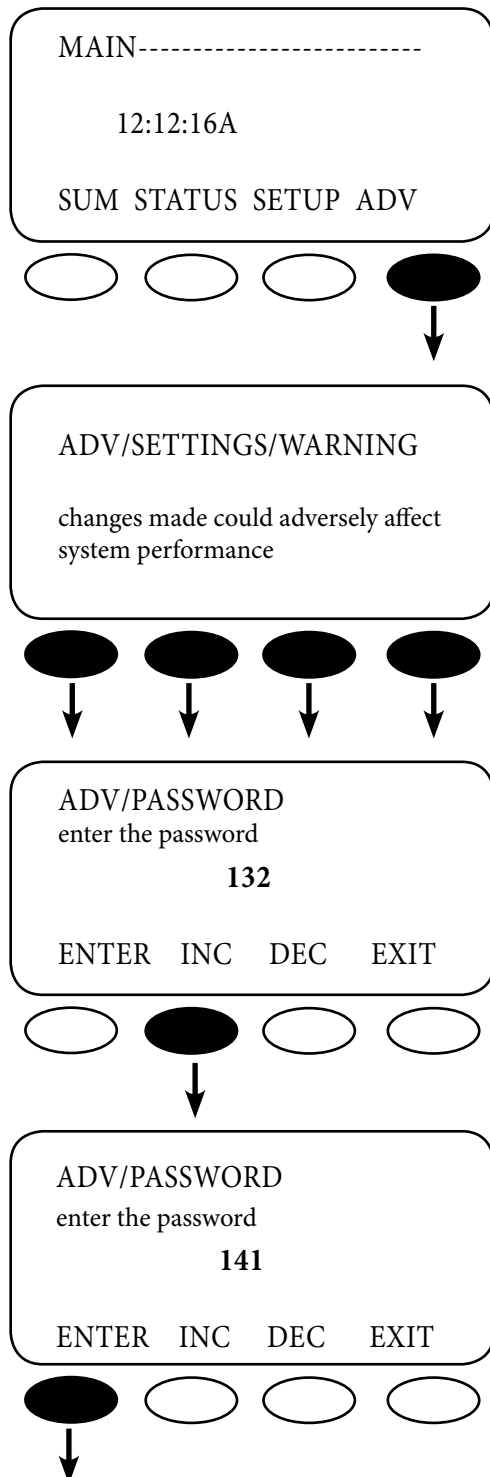 MAIN--------------------------
12:12:16A
SUM STATUS SETUP ADV
ADV/SETTINGS/WARNING
changes made could adversely affect
system performance
ADV/PASSWORD
enter the password
132
ENTER INC DEC EXIT
ADV/PASSWORD
enter the password
141
ENTER INC DEC EXIT